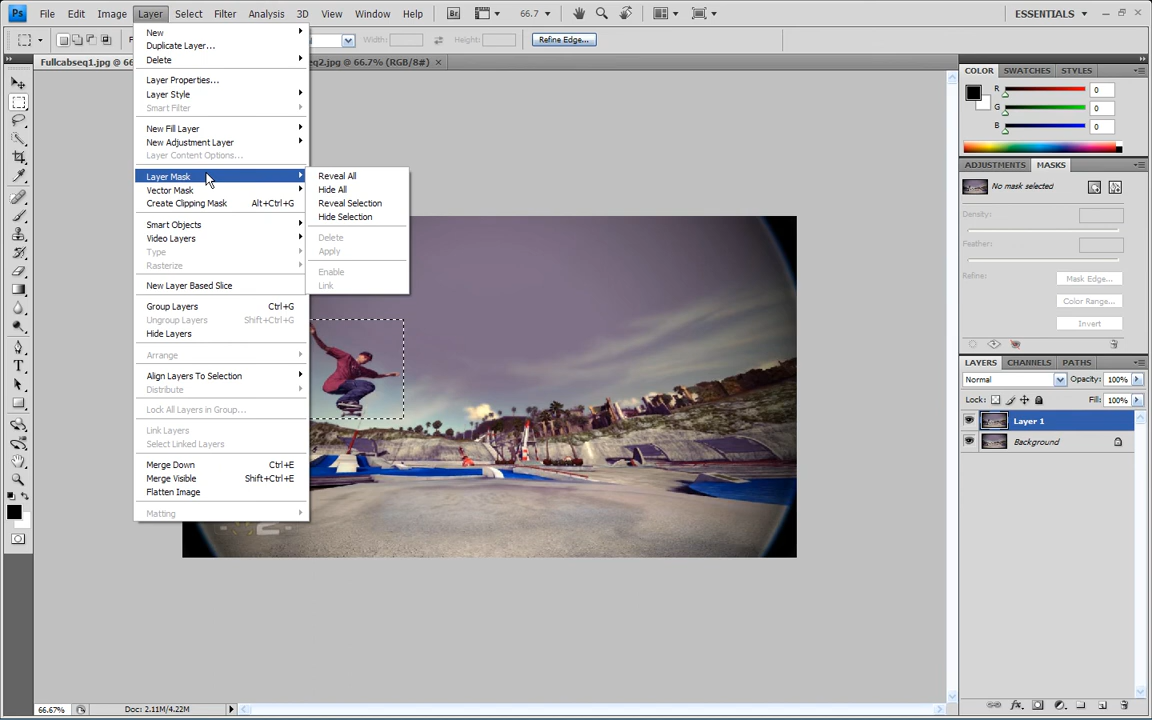 Ps File Edit Image Layer Select Filter Analysis 3D View Window Help Br 66.7 ESSENTIALS
Width: Height: Refine Edge...
Fullcabseq1.jpg @ 66 eq2.jpg @ 66.7% (RGB/8#)
New
Duplicate Layer...
Delete
Layer Properties...
Layer Style
Smart Filter
New Fill Layer
New Adjustment Layer
Layer Content Options...
Layer Mask
Vector Mask
Create Clipping Mask Alt+Ctrl+G
Smart Objects
Video Layers
Type
Rasterize
New Layer Based Slice
Group Layers Ctrl+G
Ungroup Layers Shift+Ctrl+G
Hide Layers
Arrange
Align Layers To Selection
Distribute
Lock All Layers in Group...
Link Layers
Select Linked Layers
Merge Down Ctrl+E
Merge Visible Shift+Ctrl+E
Flatten Image
Matting
Reveal All
Hide All
Reveal Selection
Hide Selection
Delete
Apply
Enable
Link
COLOR SWATCHES STYLES
R 0
G 0
B 0
ADJUSTMENTS MASKS
No mask selected
Density:
Feather:
Refine: Mask Edge...
Color Range...
Invert
LAYERS CHANNELS PATHS
Normal Opacity: 100%
Lock: Fill: 100%
Layer 1
Background
66.67% Doc: 2.11M/4.22M